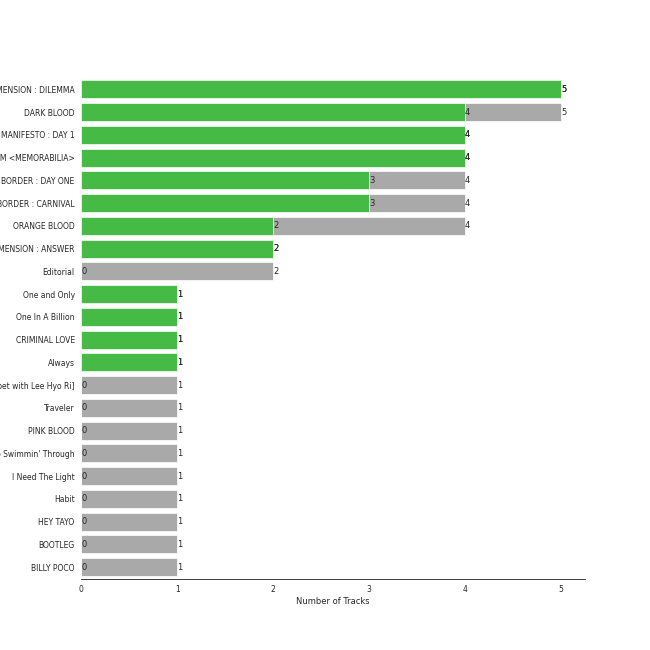 MENSION : DILEMMA 5
DARK BLOOD 4 5
MANIFESTO : DAY 1 4
M <MEMORABILIA> 4
BORDER : DAY ONE 3 4
BORDER : CARNIVAL 3 4
ORANGE BLOOD 2 4
MENSION : ANSWER 2
Editorial 0 2
One and Only 1
One In A Billion 1
CRIMINAL LOVE 1
Always 1
pet with Lee Hyo Ri] 0 1
Traveler 0 1
PINK BLOOD 0 1
Swimmin' Through 0 1
I Need The Light 0 1
Habit 0 1
HEY TAYO 0 1
BOOTLEG 0 1
BILLY POCO 0 1
0 1 2 3 4 5
Number of Tracks